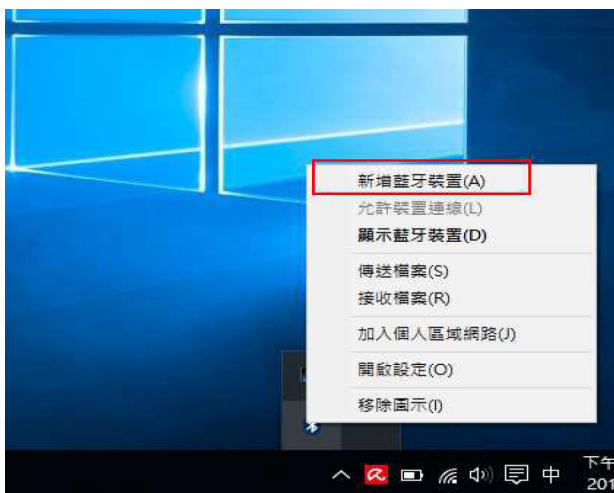 新增藍牙裝置(A)
允許裝置連線(L)
顯示藍牙裝置(D)
傳送檔案(S)
接收檔案(R)
加入個人區域網路(J)
開啟設定(O)
移除圖示(I)
中
下午
201